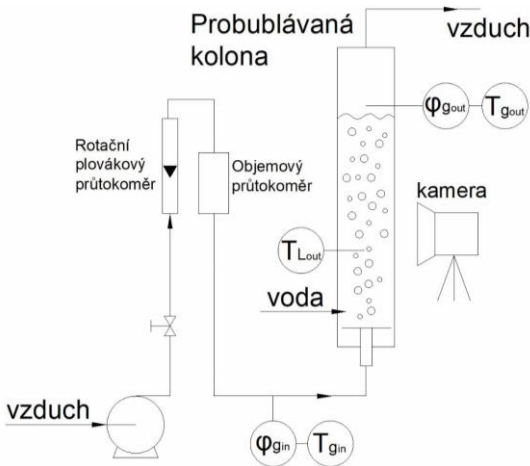 Probublávaná
kolona
vzduch
φgout
Tgout
Rotační
plovákový
průtokoměr
Objemový
průtokoměr
kamera
TLout
voda
vzduch
φgin
Tgin